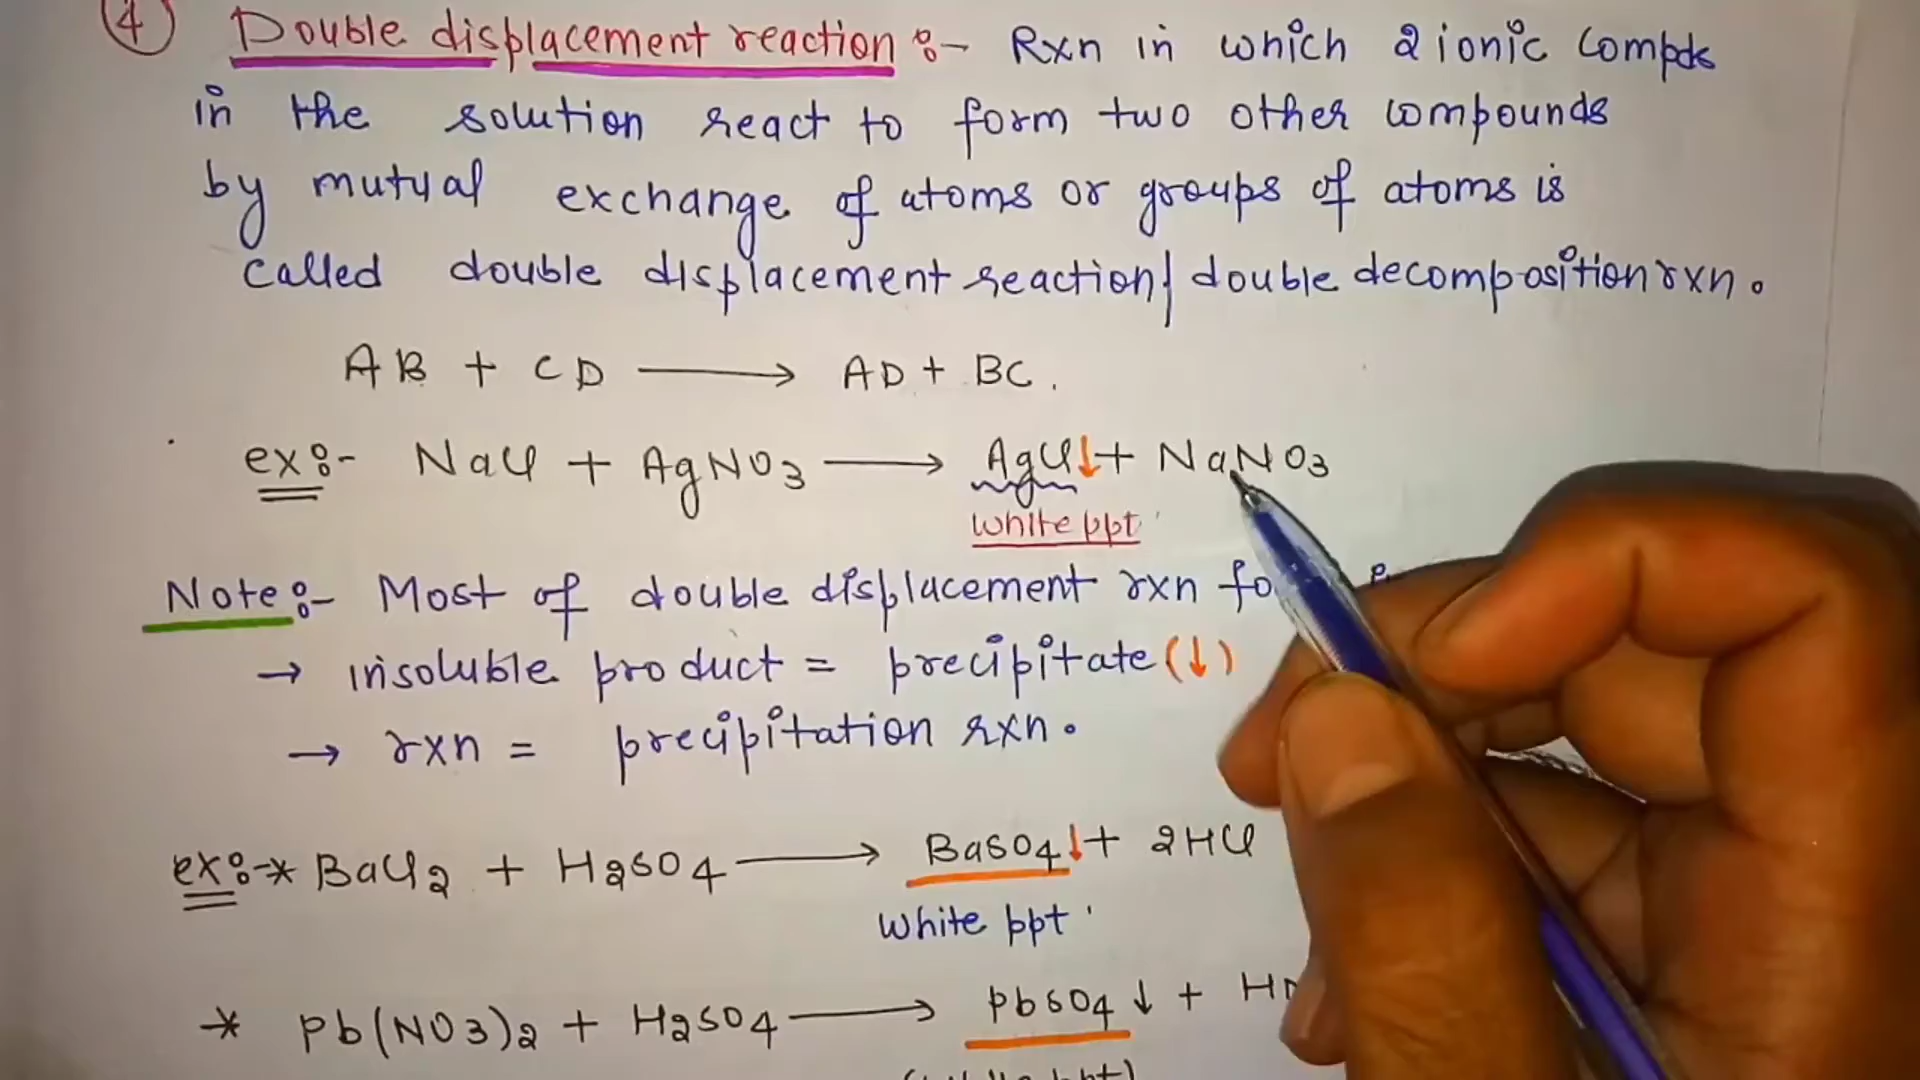 4 Double displacement reaction :- Rxn in which 2 ionic compds
in the solution react to form two other compounds
by mutual exchange of atoms or groups of atoms is
called double displacement reaction/ double decomposition rxn.
AB + CD → AD + BC.
ex:- NaCl + AgNO3 → AgCl↓ + NaNO3
white ppt
Note:- Most of double displacement rxn
→ insoluble product = precipitate (↓)
→ rxn = precipitation rxn.
ex:-* BaCl2 + H2SO4 → BaSO4↓ + 2HCl
white ppt
* Pb(NO3)2 + H2SO4 → PbSO4 ↓ +